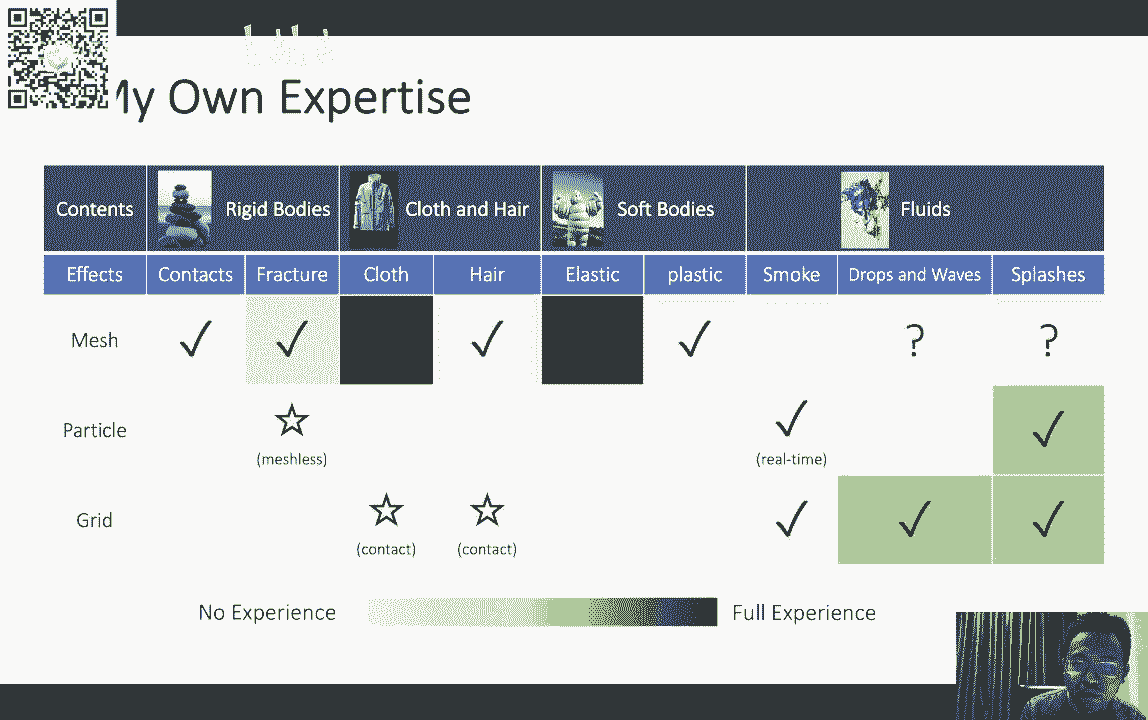 My Own Expertise
Contents Rigid Bodies Cloth and Hair Soft Bodies Fluids
Effects Contacts Fracture Cloth Hair Elastic plastic Smoke Drops and Waves Splashes
Mesh ✓ ✓ ✓ ✓ ? ?
Particle ☆ ✓ ✓
(meshless) (real-time)
Grid ☆ ☆ ✓ ✓ ✓
(contact) (contact)
No Experience Full Experience